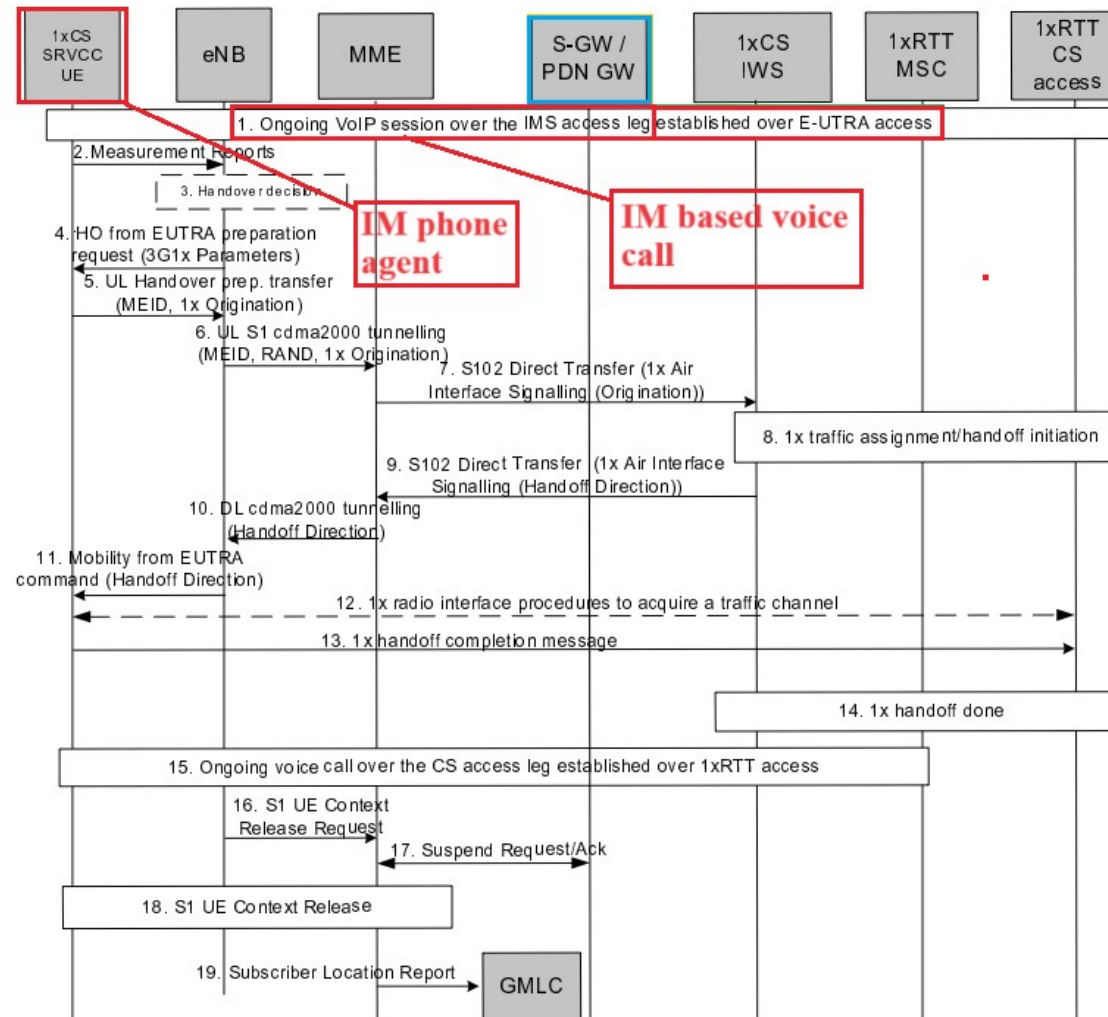 1xCS
SRVCC
UE
eNB
MME
S-GW /
PDN GW
1xCS
IWS
1xRTT
MSC
1xRTT
CS
access
1. Ongoing VoIP session over the IMS access leg established over E-UTRA access
2.Measurement Reports
3. Handover decision
IM phone
agent
IM based voice
call
4. HO from EUTRA preparation
request (3G1x Parameters)
5. UL Handover prep. transfer
(MEID, 1x Origination)
6. UL S1 cdma2000 tunnelling
(MEID, RAND, 1x Origination)
7. S102 Direct Transfer (1x Air
Interface Signalling (Origination))
8. 1x traffic assignment/handoff initiation
9. S102 Direct Transfer (1x Air Interface
Signalling (Handoff Direction))
10. DL cdma2000 tunnelling
(Handoff Direction)
11. Mobility from EUTRA
command (Handoff Direction)
12. 1x radio interface procedures to acquire a traffic channel
13. 1x handoff completion message
14. 1x handoff done
15. Ongoing voice call over the CS access leg established over 1xRTT access
16. S1 UE Context
Release Request
17. Suspend Request/Ack
18. S1 UE Context Release
19. Subscriber Location Report
GMLC